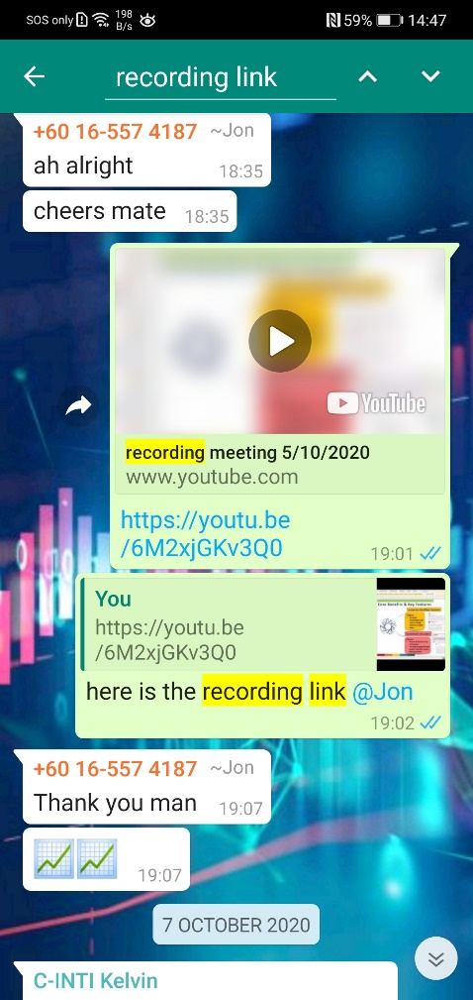 SOS only 198 B/s 59% 14:47
recording link
+60 16-557 4187 ~Jon
ah alright 18:35
cheers mate 18:35
YouTube
recording meeting 5/10/2020
www.youtube.com
https://youtu.be
/6M2xjGKv3Q0 19:01
You
https://youtu.be
/6M2xjGKv3Q0
here is the recording link @Jon
19:02
+60 16-557 4187 ~Jon
Thank you man 19:07
19:07
7 OCTOBER 2020
C-INTI Kelvin